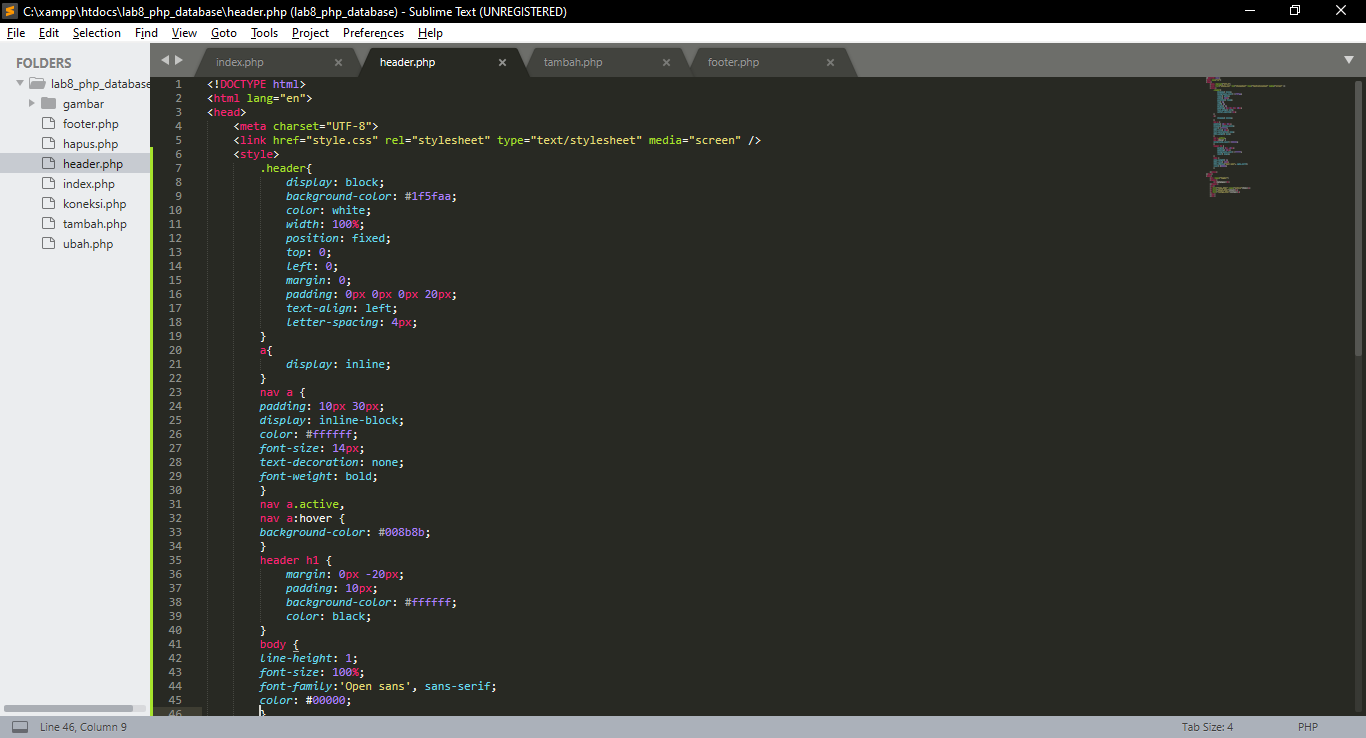 C:\xampp\htdocs\lab8_php_database\header.php (lab8_php_database) - Sublime Text (UNREGISTERED)
File Edit Selection Find View Goto Tools Project Preferences Help
FOLDERS
lab8_php_database
gambar
footer.php
hapus.php
header.php
index.php
koneksi.php
tambah.php
ubah.php
index.php header.php tambah.php footer.php
1 <!DOCTYPE html>
2 <html lang="en">
3 <head>
4 <meta charset="UTF-8">
5 <link href="style.css" rel="stylesheet" type="text/stylesheet" media="screen" />
6 <style>
7 .header{
8 display: block;
9 background-color: #1f5faa;
10 color: white;
11 width: 100%;
12 position: fixed;
13 top: 0;
14 left: 0;
15 margin: 0;
16 padding: 0px 0px 0px 20px;
17 text-align: left;
18 letter-spacing: 4px;
19 }
20 a{
21 display: inline;
22 }
23 nav a {
24 padding: 10px 30px;
25 display: inline-block;
26 color: #ffffff;
27 font-size: 14px;
28 text-decoration: none;
29 font-weight: bold;
30 }
31 nav a.active,
32 nav a:hover {
33 background-color: #008b8b;
34 }
35 header h1 {
36 margin: 0px -20px;
37 padding: 10px;
38 background-color: #ffffff;
39 color: black;
40 }
41 body {
42 line-height: 1;
43 font-size: 100%;
44 font-family:'Open sans', sans-serif;
45 color: #00000;
46 }
Line 46, Column 9 Tab Size: 4 PHP